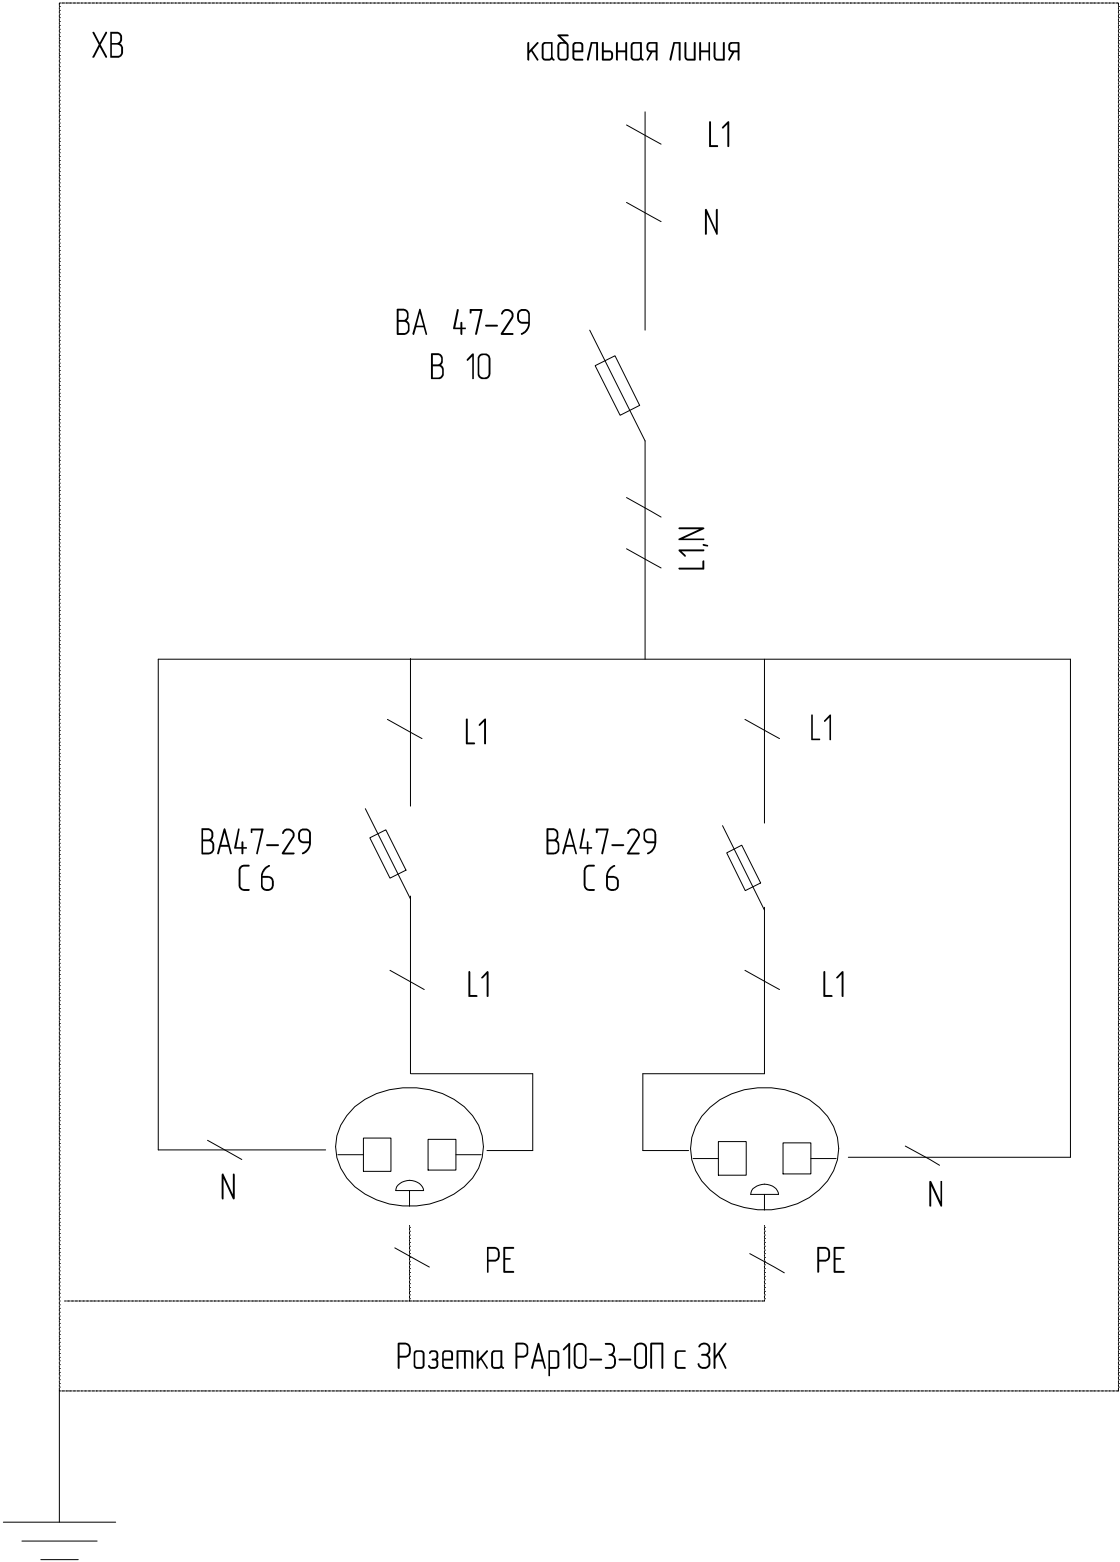 ХВ
кабельная линия
L1
N
ВА 47-29
В 10
L1,N
L1
L1
ВА47-29
С 6
ВА47-29
С 6
L1
L1
N
N
PE
PE
Розетка РАр10-3-ОП с ЗК